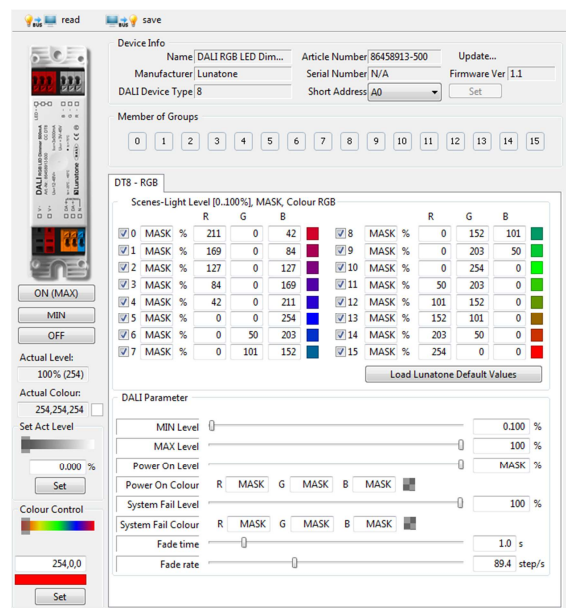 BUS read BUS save
Device Info
Name DALI RGB LED Dim... Article Number 86458913-500 Update...
Manufacturer Lunatone Serial Number N/A Firmware Ver 1.1
DALI Device Type 8 Short Address A0 Set
Member of Groups
0 1 2 3 4 5 6 7 8 9 10 11 12 13 14 15
DT8 - RGB
Scenes-Light Level [0..100%], MASK, Colour RGB
R G B R G B
0 MASK % 211 0 42 8 MASK % 0 152 101
1 MASK % 169 0 84 9 MASK % 0 203 50
2 MASK % 127 0 127 10 MASK % 0 254 0
3 MASK % 84 0 169 11 MASK % 50 203 0
4 MASK % 42 0 211 12 MASK % 101 152 0
5 MASK % 0 0 254 13 MASK % 152 101 0
6 MASK % 0 50 203 14 MASK % 203 50 0
7 MASK % 0 101 152 15 MASK % 254 0 0
Load Lunatone Default Values
DALI Parameter
MIN Level 0.100 %
MAX Level 100 %
Power On Level MASK %
Power On Colour R MASK G MASK B MASK
System Fail Level 100 %
System Fail Colour R MASK G MASK B MASK
Fade time 1.0 s
Fade rate 89.4 step/s
LED
DALI RGB LED Dimmer
Lunatone
ON (MAX)
MIN
OFF
Actual Level:
100% (254)
Actual Colour:
254,254,254
Set Act Level
0.000 %
Set
Colour Control
254,0,0
Set